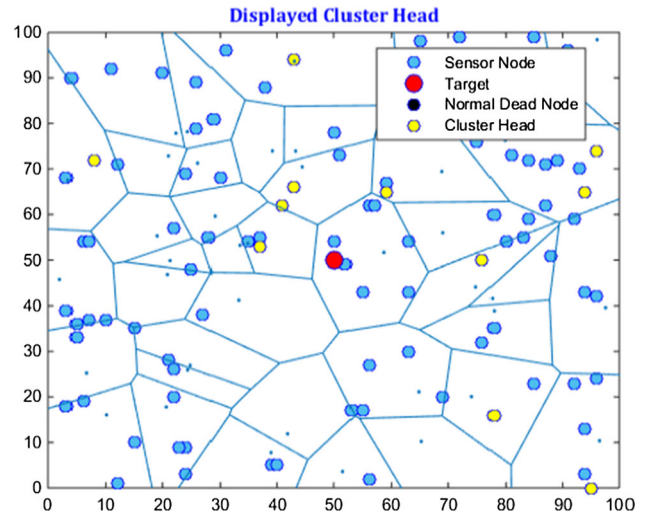 Displayed Cluster Head
100
90
80
70
60
50
40
30
20
10
0
Sensor Node
Target
Normal Dead Node
Cluster Head
0 10 20 30 40 50 60 70 80 90 100